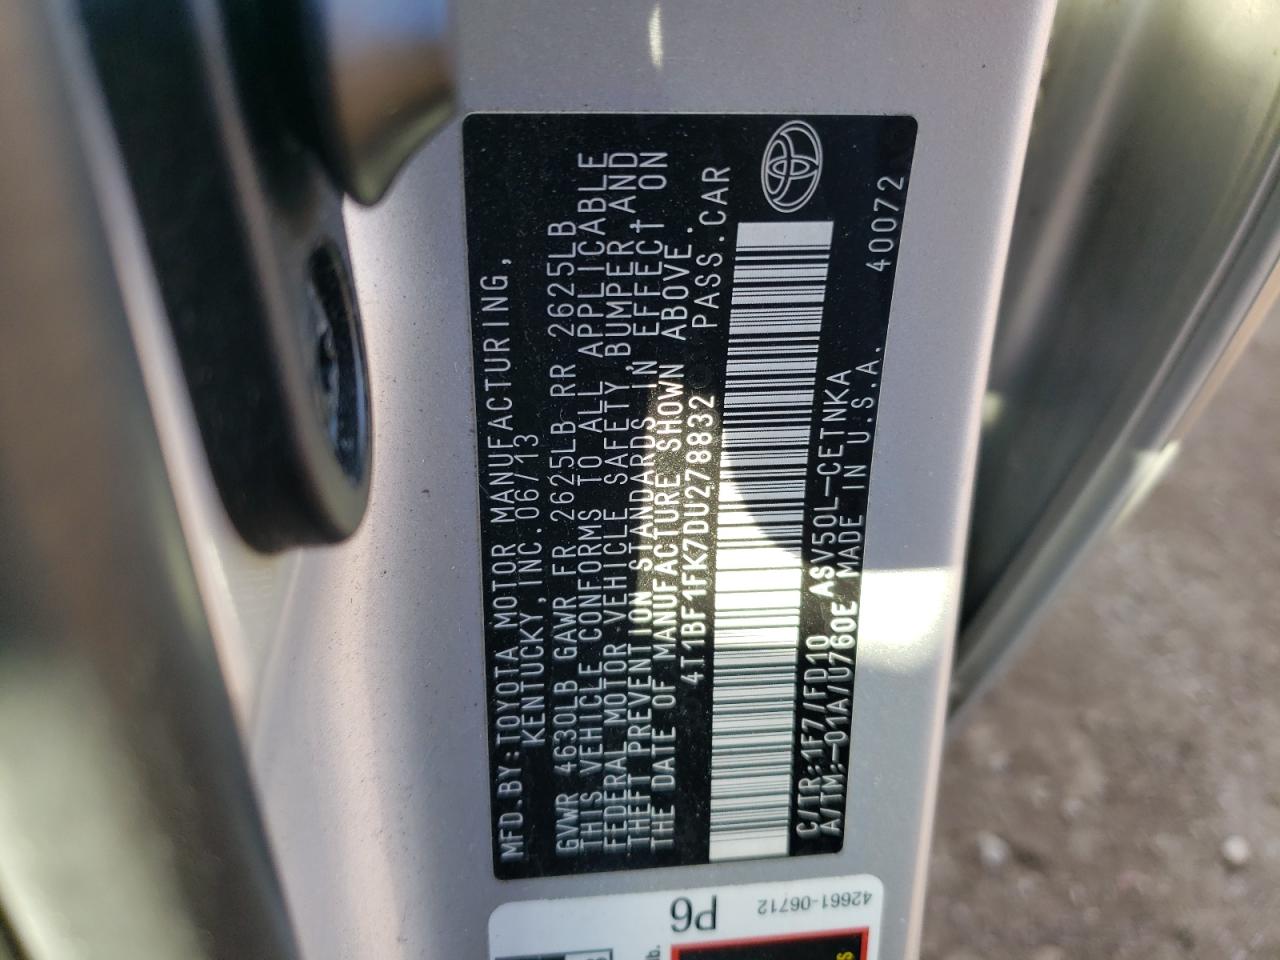 MFD.BY:TOYOTA MOTOR MANUFACTURING,
KENTUCKY,INC.06/13
GVWR 4630LB GAWR FR 2625LB RR 2625LB
THIS VEHICLE CONFORMS TO ALL APPLICABLE
FEDERAL MOTOR VEHICLE SAFETY,BUMPER,AND
THEFT PREVENTION STANDARDS IN EFFECT ON
THE DATE OF MANUFACTURE SHOWN ABOVE.
4T1BF1FK7DU278832 PASS.CAR
C/TR:1F7/FD10 ASV50L-CETNKA
A/TM:-01A/U760E MADE IN U.S.A. 40072
P6 42661-06712
lb.